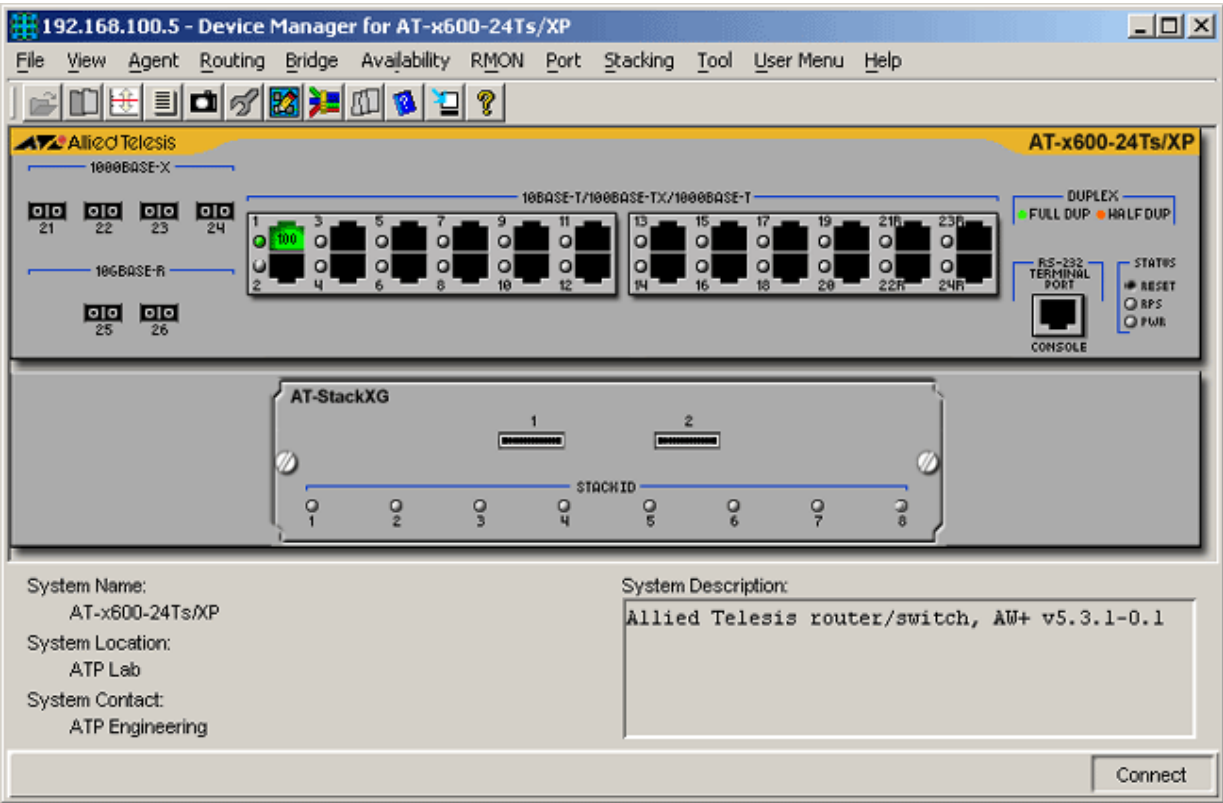 192.168.100.5 - Device Manager for AT-x600-24Ts/XP
File View Agent Routing Bridge Availability RMON Port Stacking Tool User Menu Help
Allied Telesis
AT-x600-24Ts/XP
1000BASE-X
21 22 23 24
10GBASE-R
25 26
10BASE-T/100BASE-TX/1000BASE-T
1 3 5 7 9 11 13 15 17 19 21R 23R
100
2 4 6 8 10 12 14 16 18 20 22R 24R
DUPLEX
FULL DUP HALF DUP
RS-232
TERMINAL
PORT
CONSOLE
STATUS
RESET
RPS
PWR
AT-StackXG
1 2
STACK ID
1 2 3 4 5 6 7 8
System Name:
AT-x600-24Ts/XP
System Location:
ATP Lab
System Contact:
ATP Engineering
System Description:
Allied Telesis router/switch, AW+ v5.3.1-0.1
Connect